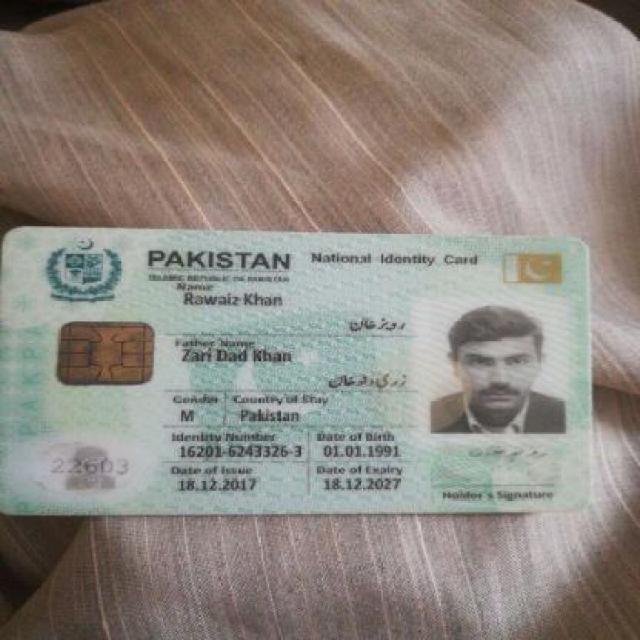 PAKISTAN National Identity Card
ISLAMIC REPUBLIC OF PAKISTAN
Name
Rawaiz Khan
رویز خان
Father Name
Zari Dad Khan
زری داد خان
Gender Country of Stay
M Pakistan
Identity Number Date of Birth
16201-6243326-3 01.01.1991
Date of Issue Date of Expiry
18.12.2017 18.12.2027
22603
Holder's Signature